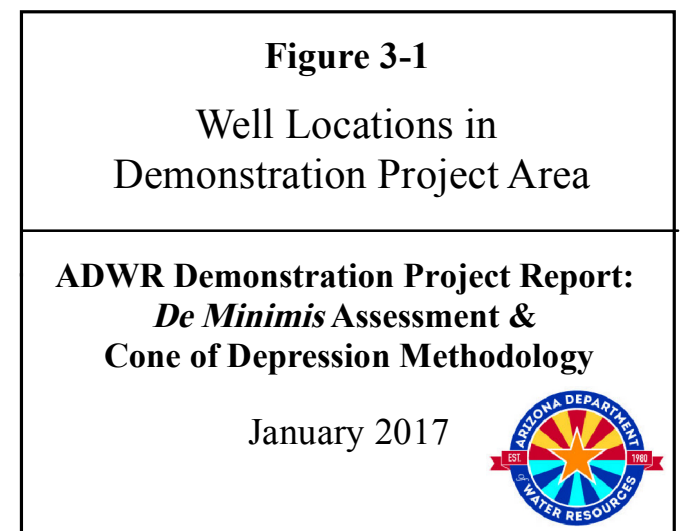 Figure 3-1
Well Locations in
Demonstration Project Area
ADWR Demonstration Project Report:
De Minimis Assessment &
Cone of Depression Methodology
January 2017
ARIZONA DEPARTMENT
EST. 1980
of WATER RESOURCES